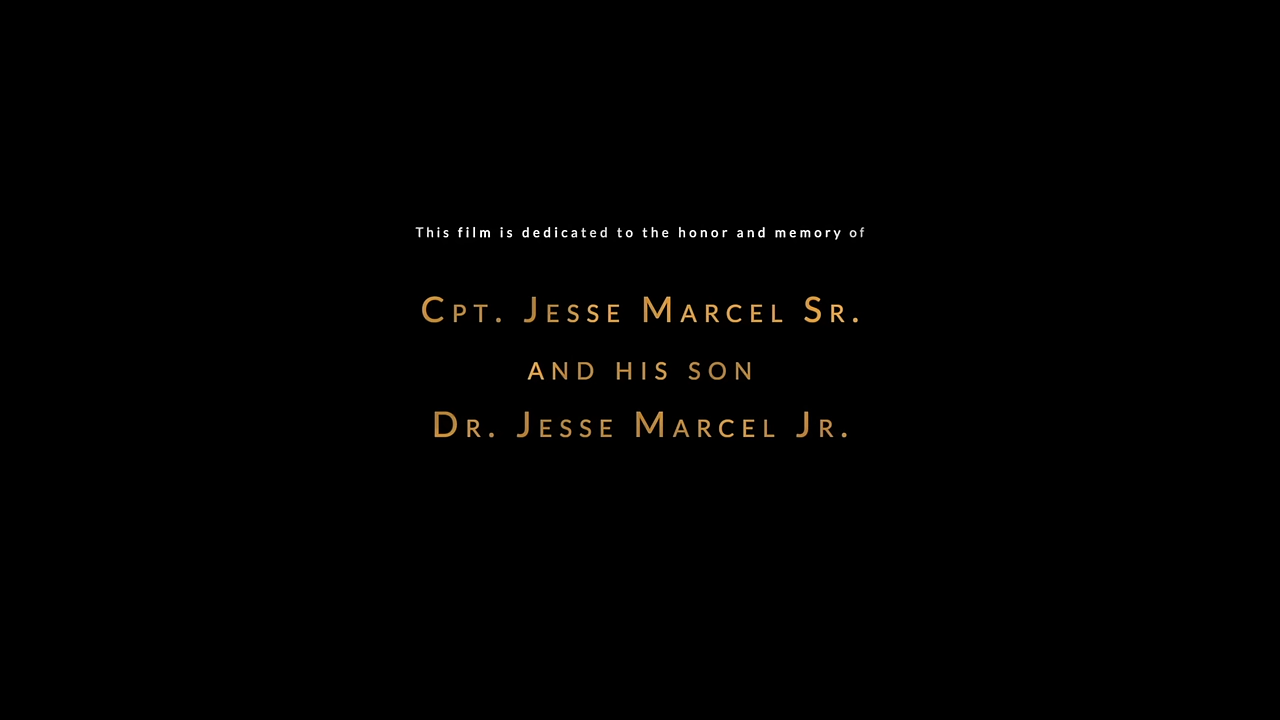 This film is dedicated to the honor and memory of
Cpt. Jesse Marcel Sr.
and his son
Dr. Jesse Marcel Jr.